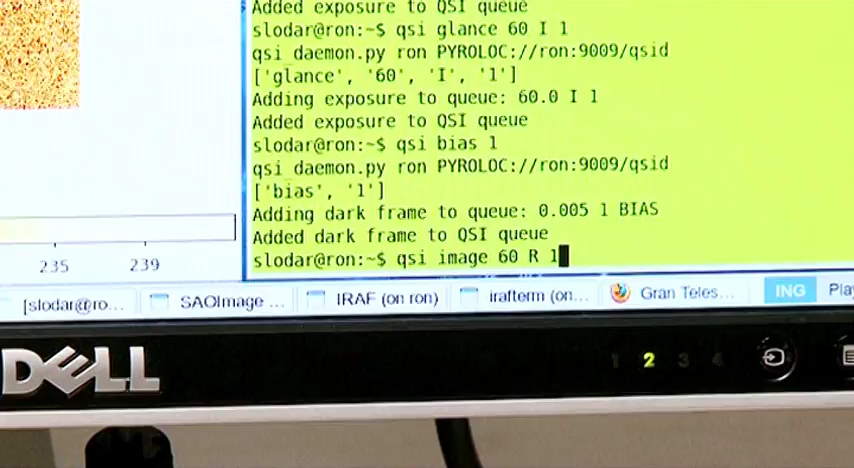 Added exposure to QSI queue
slodar@ron:~$ qsi glance 60 I 1
qsi_daemon.py ron PYROLOC://ron:9009/qsid
['glance', '60', 'I', '1']
Adding exposure to queue: 60.0 I 1
Added exposure to QSI queue
slodar@ron:~$ qsi bias 1
qsi_daemon.py ron PYROLOC://ron:9009/qsid
['bias', '1']
Adding dark frame to queue: 0.005 1 BIAS
Added dark frame to QSI queue
slodar@ron:~$ qsi image 60 R 1
235 239
[slodar@ro... SAOImage ... IRAF (on ron) irafterm (on... Gran Teles... ING Pla
DELL 1 2 3 4